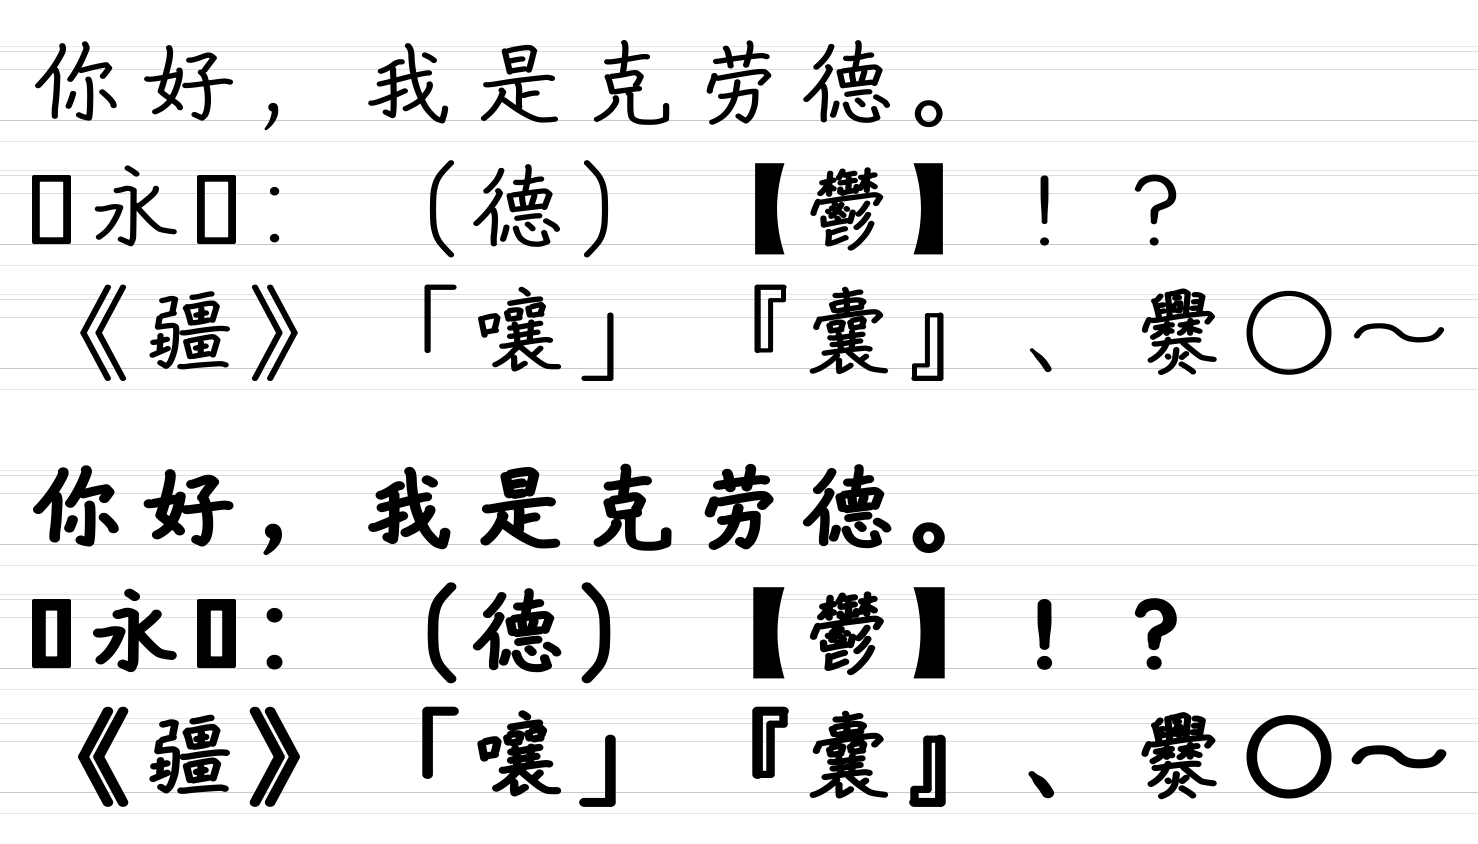 你好，我是克劳德。
永：（德）【鬱】！？
《疆》「囔』『囊』、爨〇～
你好，我是克劳德。
永：（德）【鬱】！？
《疆》「囔」『囊』、爨〇～